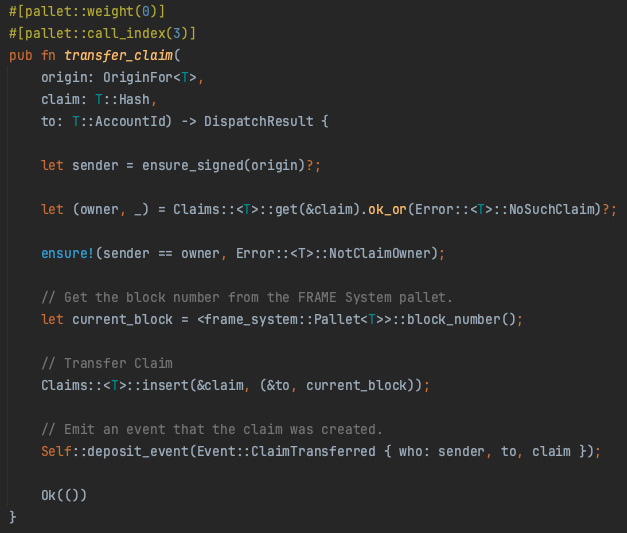 #[pallet::weight(0)]
#[pallet::call_index(3)]
pub fn transfer_claim(
origin: OriginFor<T>,
claim: T::Hash,
to: T::AccountId) -> DispatchResult {
let sender = ensure_signed(origin)?;
let (owner, _) = Claims::<T>::get(&claim).ok_or(Error::<T>::NoSuchClaim)?;
ensure!(sender == owner, Error::<T>::NotClaimOwner);
// Get the block number from the FRAME System pallet.
let current_block = <frame_system::Pallet<T>>::block_number();
// Transfer Claim
Claims::<T>::insert(&claim, (&to, current_block));
// Emit an event that the claim was created.
Self::deposit_event(Event::ClaimTransferred { who: sender, to, claim });
Ok(())
}